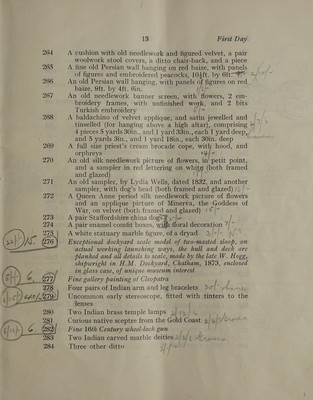 13 First Day
264 A cushion with old needlework and figured velvet, a pair
woolwork stool covers, a ditto chair-back, and a piece
265 A fine old Persian wall hanging on red baize, with panels
of figures and embroidered peacocks, 10½ft. by 6ft.
266 An old Persian wall hanging, with panels of figures on red
baize, 9ft. by 4ft. 6in.
267 An old needlework banner screen, with flowers, 2 em-
broidery frames, with unfinished work, and 2 bits
Turkish embroidery
268 A baldachino of velvet applique, and satin jewelled and
tinselled (for hanging above a high altar), comprising
4 pieces 5 yards 30in., and 1 yard 33in., each 1 yard deep,
and 5 yards 3in., and 1 yard 18in., each 30in. deep
269 A full size priest's cream brocade cope, with hood, and
orphreys
270 An old silk needlework picture of flowers, in petit point,
and a sampler in red lettering on white (both framed
and glazed)
271 An old sampler, by Lydia Wells, dated 1832, and another
sampler, with dog's head (both framed and glazed)
272 A Queen Anne period silk needlework picture of flowers
and an applique picture of Minerva, the Goddess of
War, on velvet (both framed and glazed)
273 A pair Staffordshire china dogs
274 A pair enamel comfit boxes, with floral decoration
275 A white statuary marble figure, of a dryad
276 Exceptional dockyard scale model of two-masted sloop, on
actual working launching ways, the hull and deck are
planked and all details to scale, made by the late W. Hogg,
shipwright in H.M. Dockyard, Chatham, 1873, enclosed
in glass case, of unique museum interest
277 Fine gallery painting of Cleopatra
278 Four pairs of Indian arm and leg bracelets
279 Uncommon early stereoscope, fitted with tinters to the
lenses
280 Two Indian brass temple lamps
281 Curious native sceptre from the Gold Coast
282 Fine 16th Century wheel-lock gun
283 Two Indian carved marble deities
284 Three other ditto